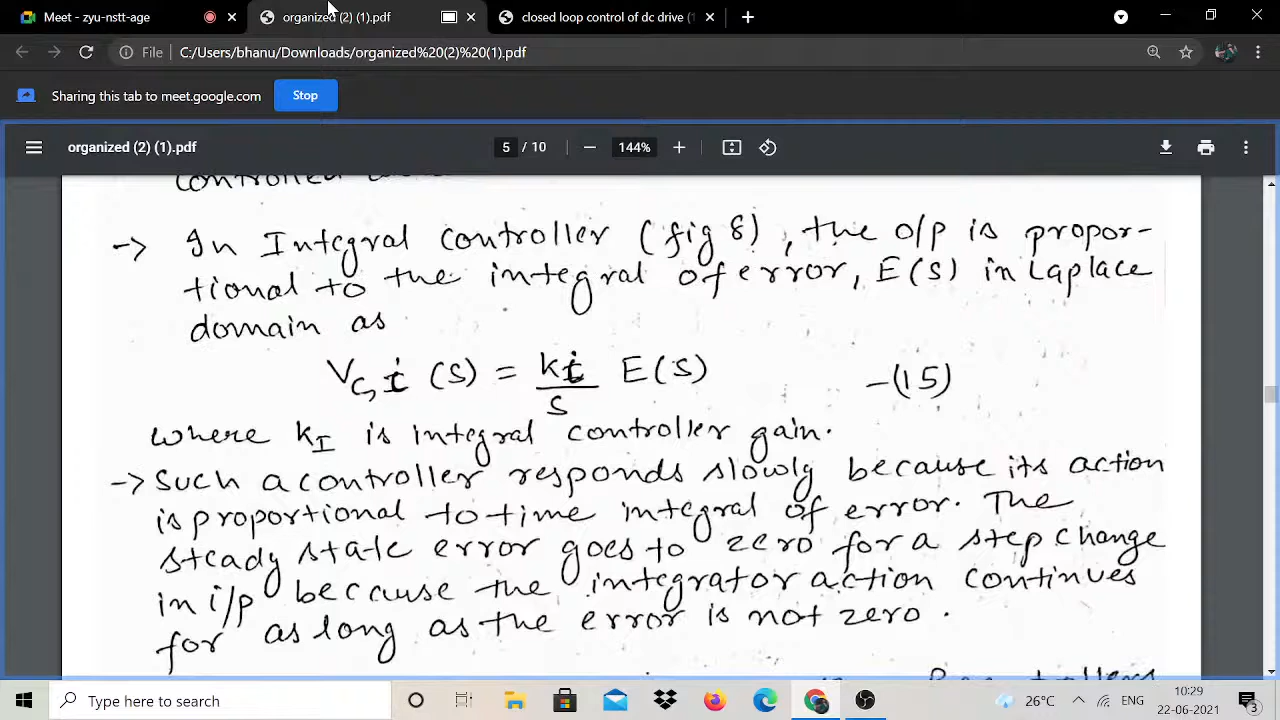 Meet - zyu-nstt-age
organized (2) (1).pdf
closed loop control of dc drive (1
File
C:/Users/bhanu/Downloads/organized%20(2)%20(1).pdf
Sharing this tab to meet.google.com
Stop
organized (2) (1).pdf
5 / 10
144%
controlled
-> In Integral controller (fig 8), the o/p is propor-
tional to the integral of error, E(s) in Laplace
domain as
Vc,i (s) = ki/s E(s) -(15)
where kI is integral controller gain.
-> Such a controller responds slowly because its action
is proportional to time integral of error. The
steady state error goes to zero for a step change
in i/p because the integrator action continues
for as long as the error is not zero.
Type here to search
26°C
ENG
10:29
22-06-2021
3